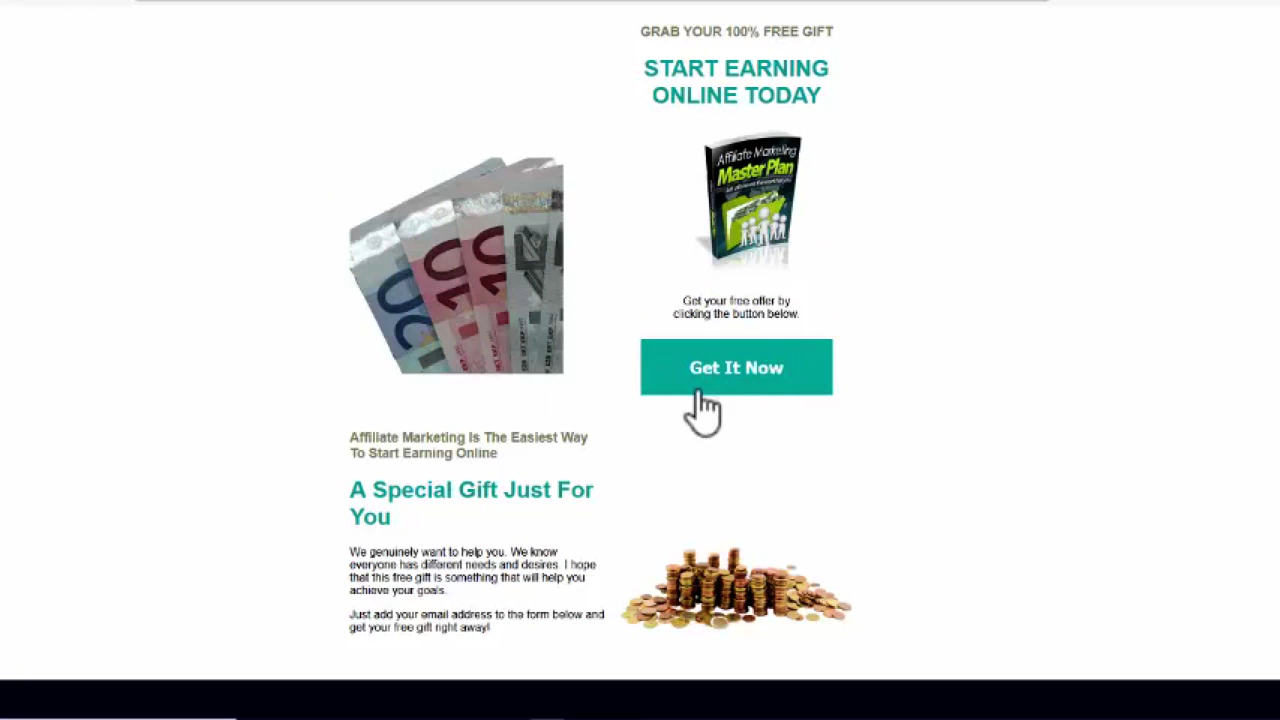 GRAB YOUR 100% FREE GIFT
START EARNING
ONLINE TODAY
Affiliate Marketing
Master Plan
Get your free offer by
clicking the button below.
Get It Now
Affiliate Marketing Is The Easiest Way
To Start Earning Online
A Special Gift Just For
You
We genuinely want to help you. We know
everyone has different needs and desires. I hope
that this free gift is something that will help you
achieve your goals.
Just add your email address to the form below and
get your free gift right away!
20
10
10